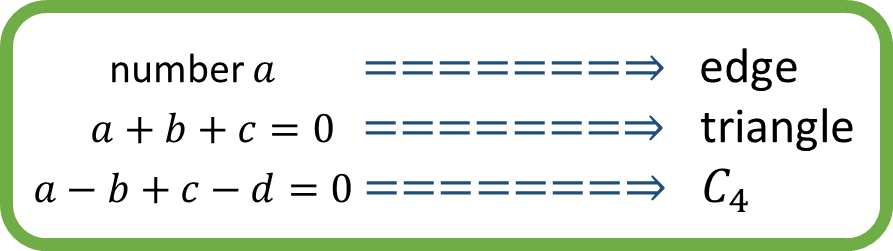 number a ========⇒ edge
a + b + c = 0 ========⇒ triangle
a − b + c − d = 0 ========⇒ C₄